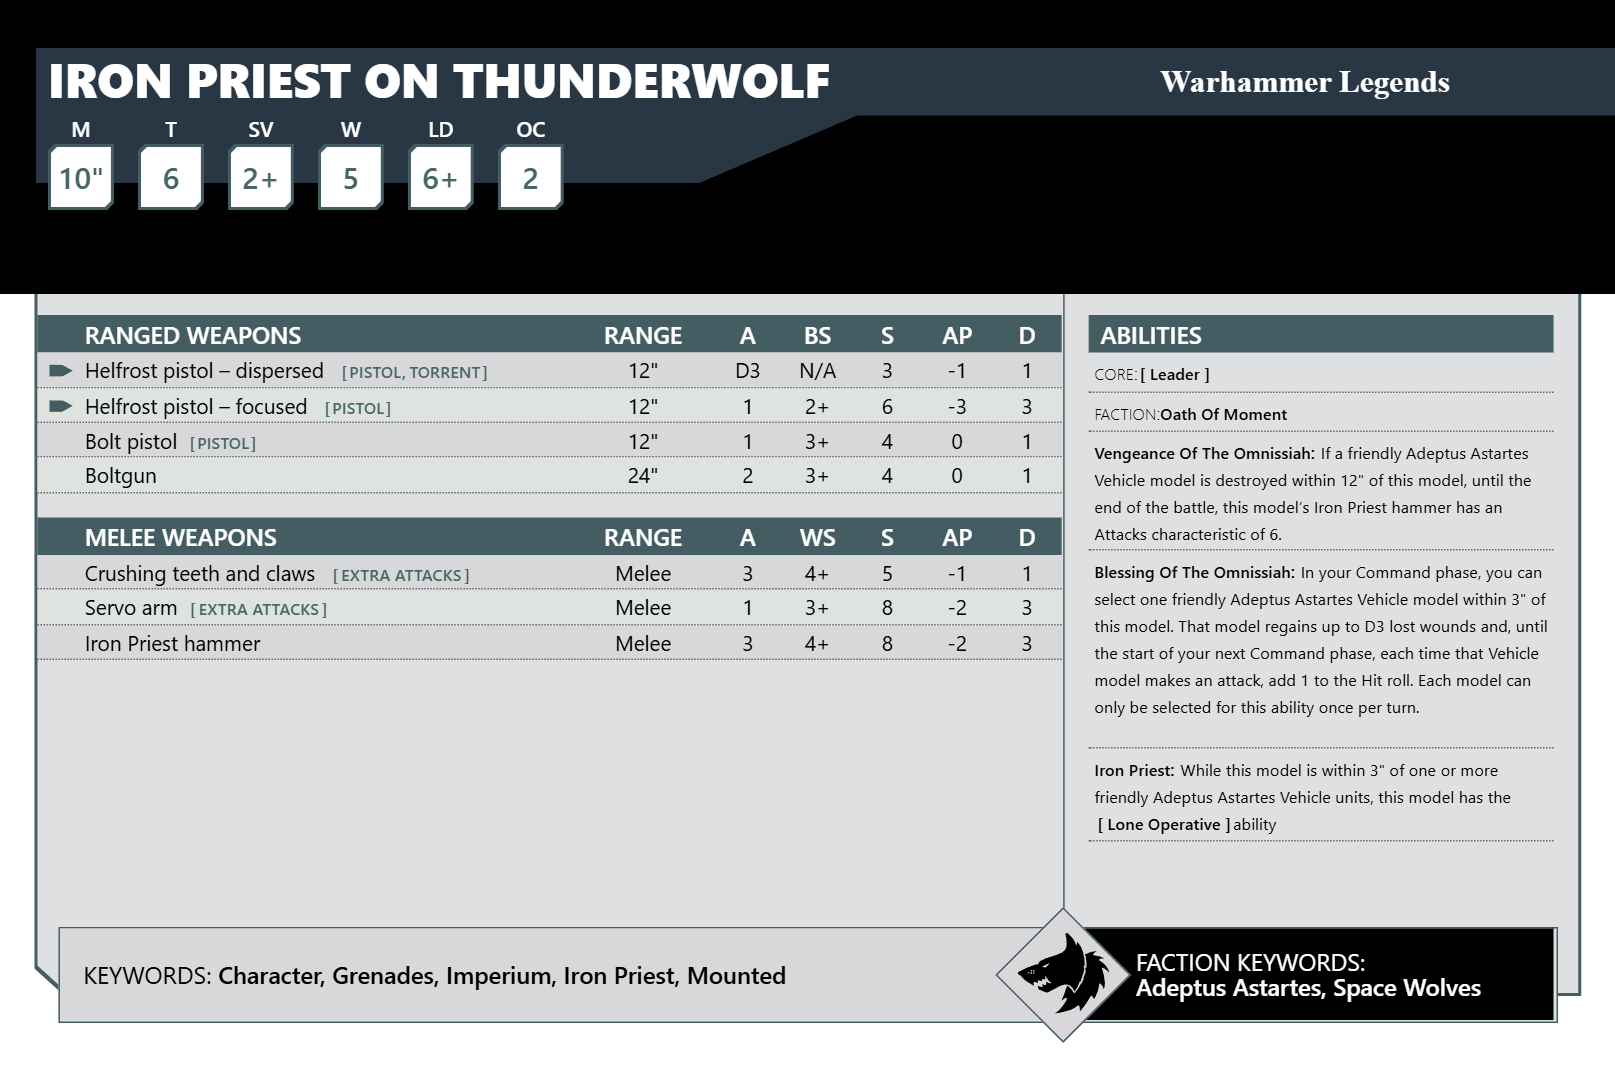 IRON PRIEST ON THUNDERWOLF
Warhammer Legends
M T SV W LD OC
10" 6 2+ 5 6+ 2
RANGED WEAPONS RANGE A BS S AP D
Helfrost pistol – dispersed [PISTOL, TORRENT] 12" D3 N/A 3 -1 1
Helfrost pistol – focused [PISTOL] 12" 1 2+ 6 -3 3
Bolt pistol [PISTOL] 12" 1 3+ 4 0 1
Boltgun 24" 2 3+ 4 0 1
MELEE WEAPONS RANGE A WS S AP D
Crushing teeth and claws [EXTRA ATTACKS] Melee 3 4+ 5 -1 1
Servo arm [EXTRA ATTACKS] Melee 1 3+ 8 -2 3
Iron Priest hammer Melee 3 4+ 8 -2 3
ABILITIES
CORE: [ Leader ]
FACTION:Oath Of Moment
Vengeance Of The Omnissiah: If a friendly Adeptus Astartes
Vehicle model is destroyed within 12" of this model, until the
end of the battle, this model's Iron Priest hammer has an
Attacks characteristic of 6.
Blessing Of The Omnissiah: In your Command phase, you can
select one friendly Adeptus Astartes Vehicle model within 3" of
this model. That model regains up to D3 lost wounds and, until
the start of your next Command phase, each time that Vehicle
model makes an attack, add 1 to the Hit roll. Each model can
only be selected for this ability once per turn.
Iron Priest: While this model is within 3" of one or more
friendly Adeptus Astartes Vehicle units, this model has the
[ Lone Operative ] ability
KEYWORDS: Character, Grenades, Imperium, Iron Priest, Mounted
FACTION KEYWORDS:
Adeptus Astartes, Space Wolves